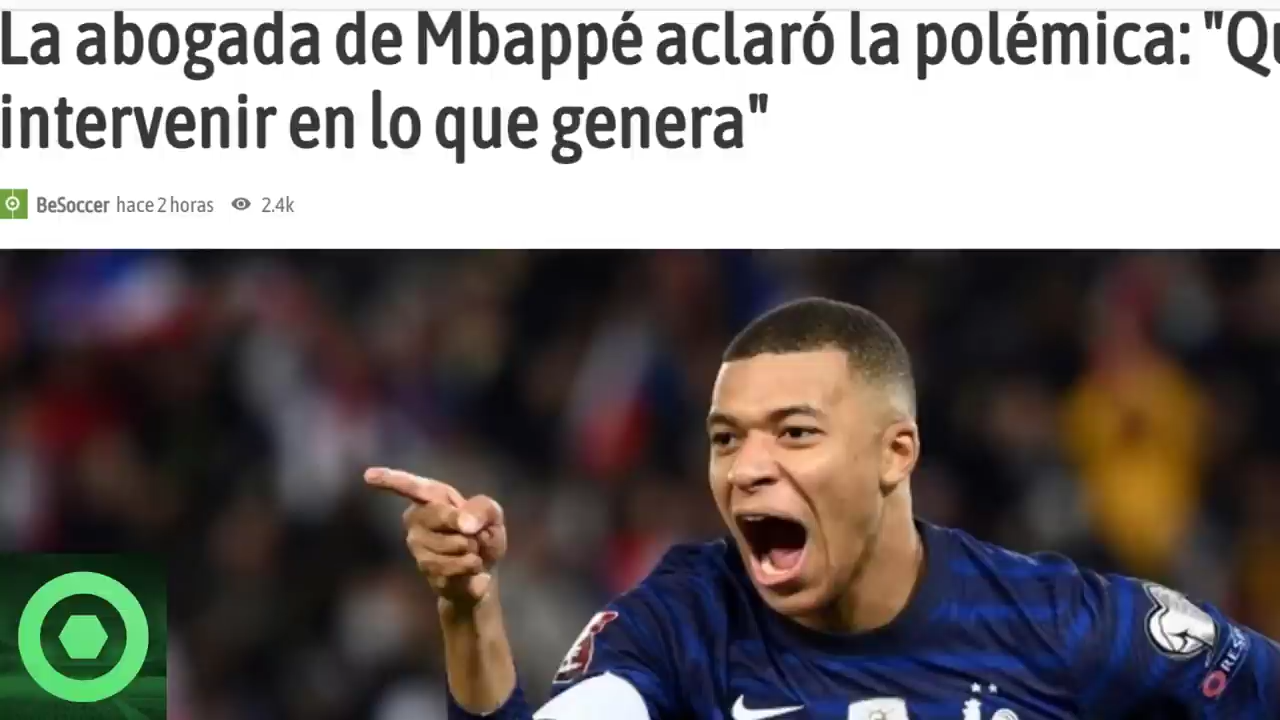 La abogada de Mbappé aclaró la polémica: "Qu
intervenir en lo que genera"
BeSoccer hace 2 horas 2.4k
RES